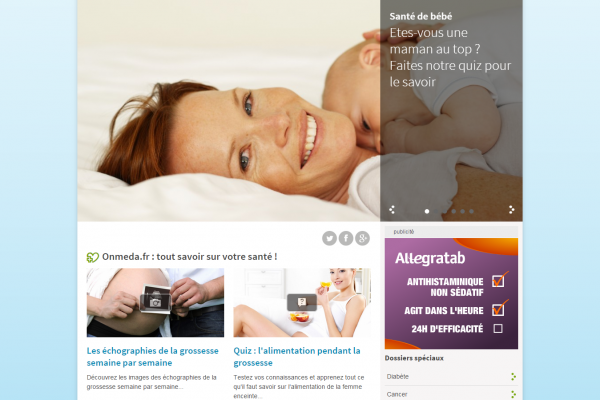 Santé de bébé
Etes-vous une
maman au top ?
Faites notre quiz pour
le savoir
publicité
Onmeda.fr : tout savoir sur votre santé !
Allegratab
ANTIHISTAMINIQUE
NON SÉDATIF
AGIT DANS L'HEURE
24H D'EFFICACITÉ
Les échographies de la grossesse
semaine par semaine
Découvrez les images des échographies de la
grossesse semaine par semaine...
Quiz : l'alimentation pendant la
grossesse
Testez vos connaissances et apprenez tout ce
qu'il faut savoir sur l'alimentation de la femme
enceinte...
Dossiers spéciaux
Diabète
Cancer